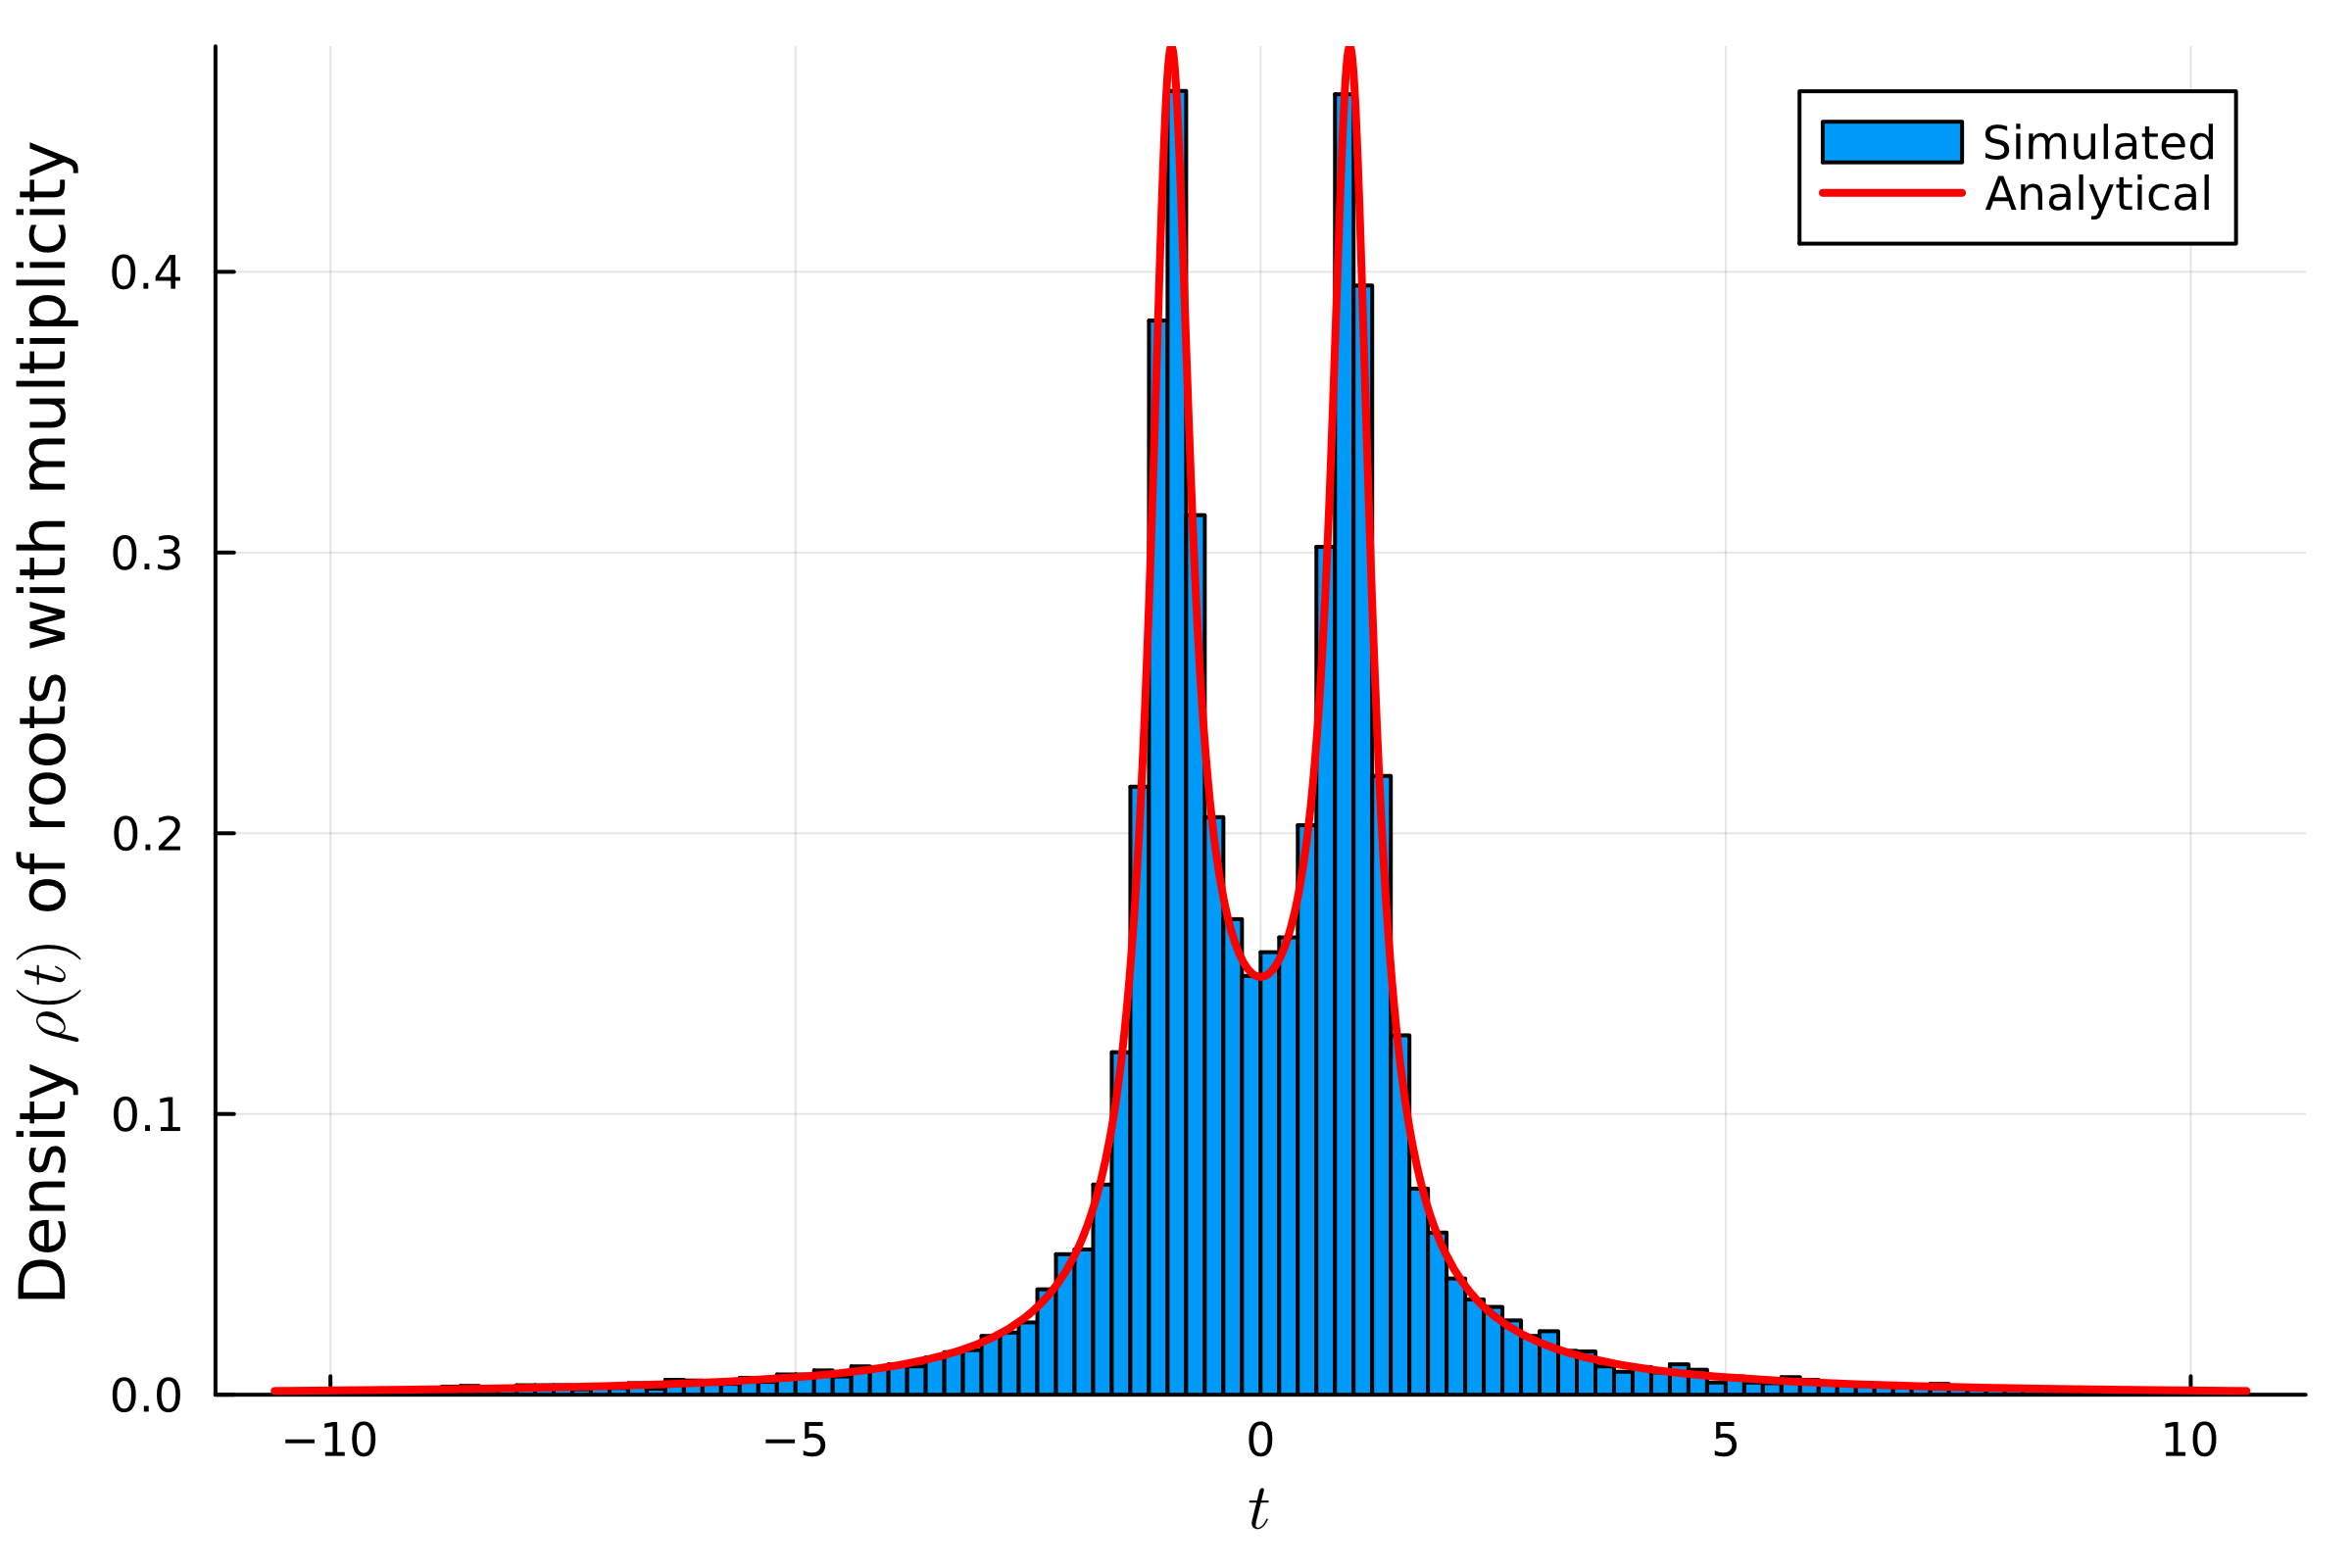 Density ρ(t) of roots with multiplicity
Simulated
Analytical
0.4
0.3
0.2
0.1
0.0
−10 −5 0 5 10
t